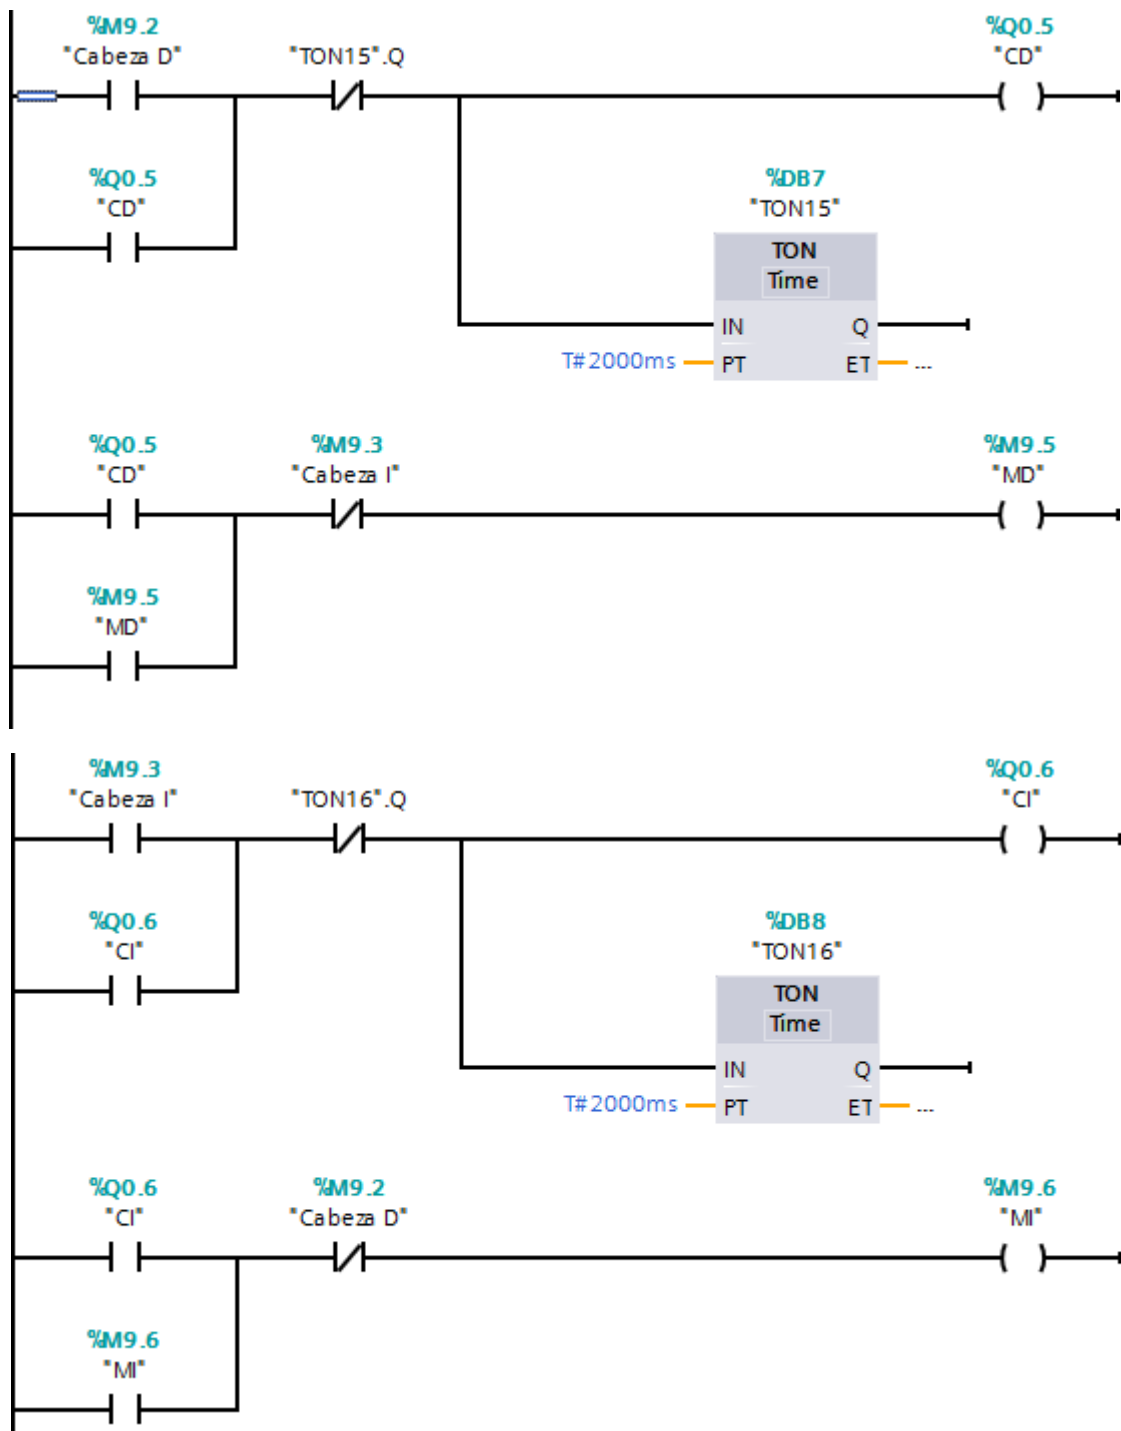 %M9.2
"Cabeza D"
"TON15".Q
%Q0.5
"CD"
%Q0.5
"CD"
%DB7
"TON15"
TON
Time
IN
Q
T#2000ms
PT
ET
...
%Q0.5
"CD"
%M9.3
"Cabeza I"
%M9.5
"MD"
%M9.5
"MD"
%M9.3
"Cabeza I"
"TON16".Q
%Q0.6
"CI"
%Q0.6
"CI"
%DB8
"TON16"
TON
Time
IN
Q
T#2000ms
PT
ET
...
%Q0.6
"CI"
%M9.2
"Cabeza D"
%M9.6
"MI"
%M9.6
"MI"